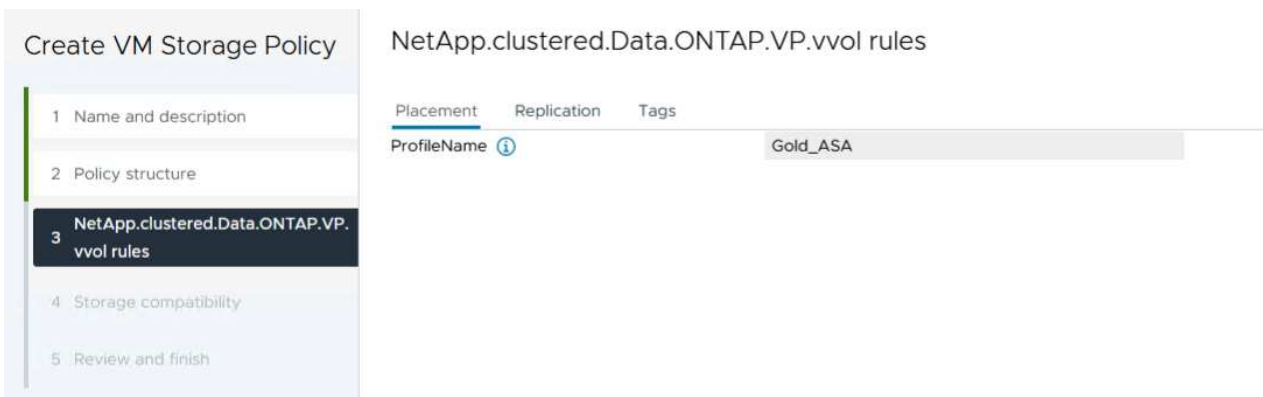 Create VM Storage Policy
1 Name and description
2 Policy structure
3 NetApp.clustered.Data.ONTAP.VP.
vvol rules
4 Storage compatibility
5 Review and finish
NetApp.clustered.Data.ONTAP.VP.vvol rules
Placement Replication Tags
ProfileName i Gold_ASA